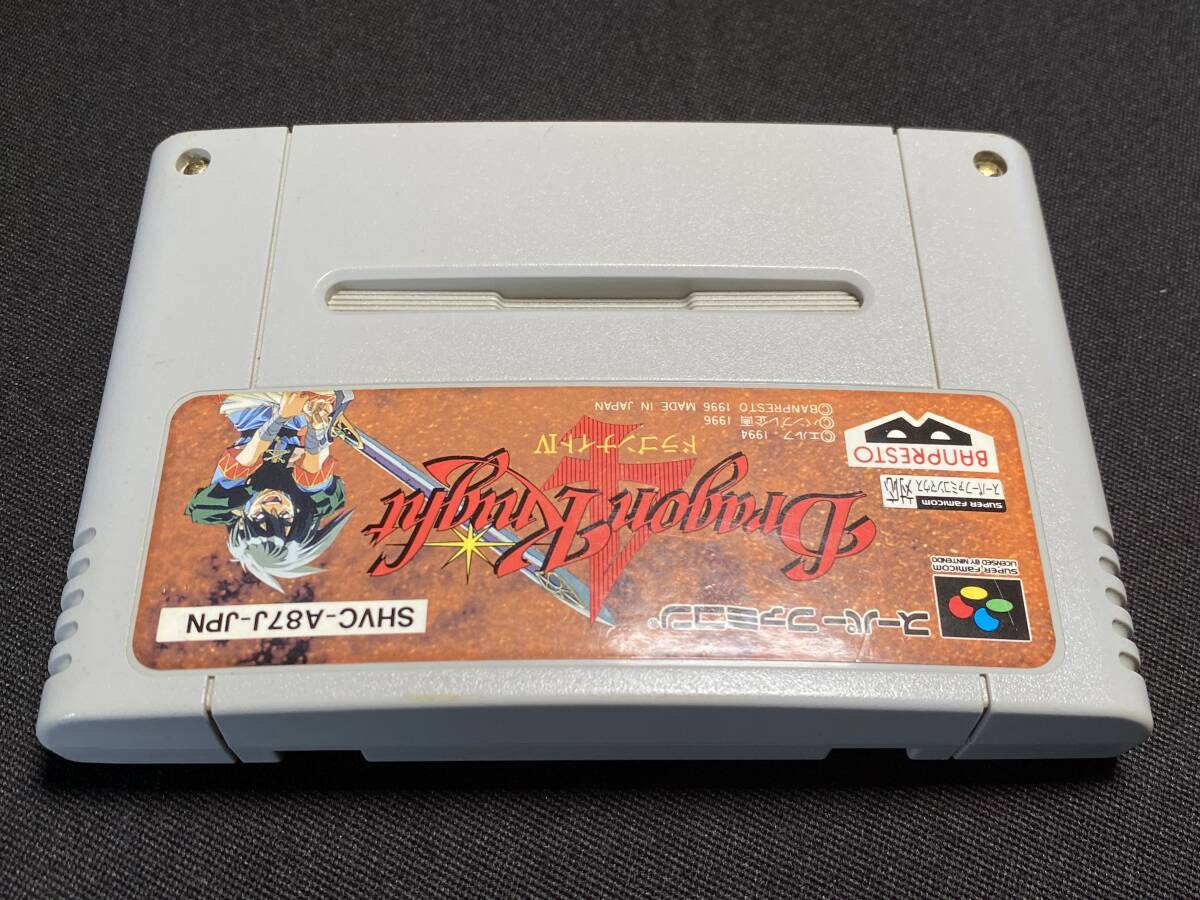 SHVC-A87J-JPN
スーパーファミコン®
SUPER FAMICOM
LICENSED BY NINTENDO
Dragon Knight
4
ドラゴンナイトIV
SUPER FAMICOM
スーパーファミコンマウス
対応
BANPRESTO
©エルフ. 1994
©バンプレ企画 1996
©BANPRESTO 1996 MADE IN JAPAN